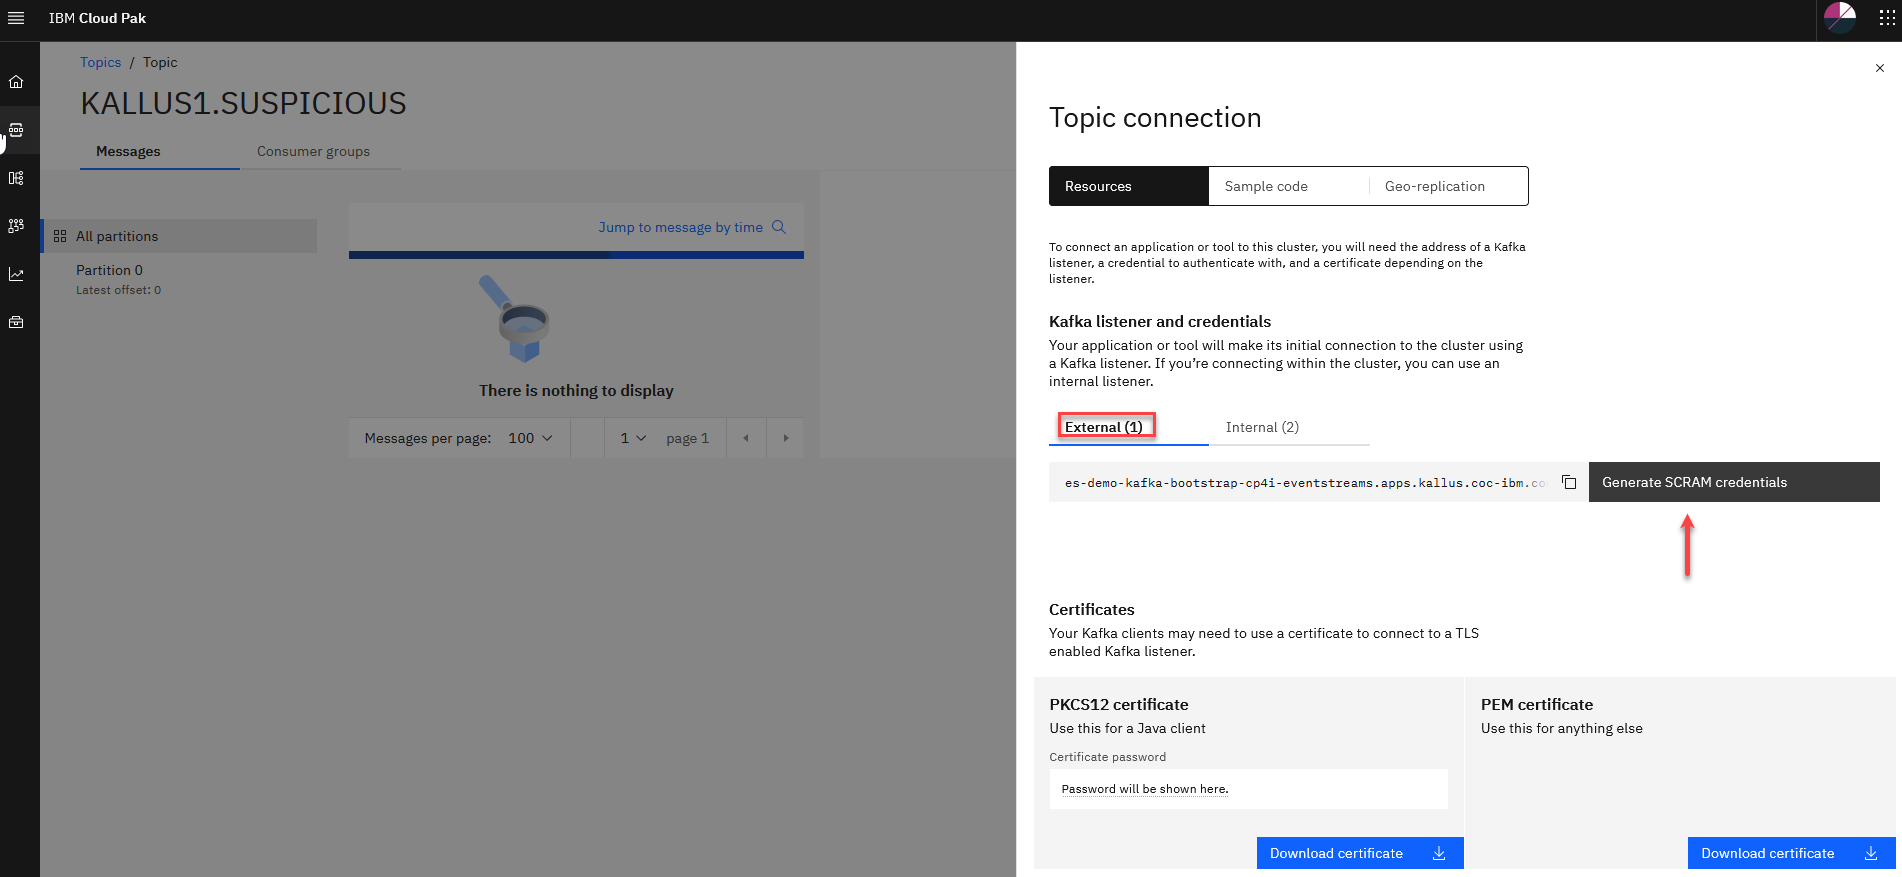 IBM Cloud Pak
Topics / Topic
KALLUS1.SUSPICIOUS
Messages
Consumer groups
All partitions
Partition 0
Latest offset: 0
Jump to message by time
There is nothing to display
Messages per page: 100
1
page 1
Topic connection
Resources
Sample code
Geo-replication
To connect an application or tool to this cluster, you will need the address of a Kafka
listener, a credential to authenticate with, and a certificate depending on the
listener.
Kafka listener and credentials
Your application or tool will make its initial connection to the cluster using
a Kafka listener. If you’re connecting within the cluster, you can use an
internal listener.
External (1)
Internal (2)
es-demo-kafka-bootstrap-cp4i-eventstreams.apps.kallus.coc-ibm.co
Generate SCRAM credentials
Certificates
Your Kafka clients may need to use a certificate to connect to a TLS
enabled Kafka listener.
PKCS12 certificate
Use this for a Java client
Certificate password
Password will be shown here.
Download certificate
PEM certificate
Use this for anything else
Download certificate